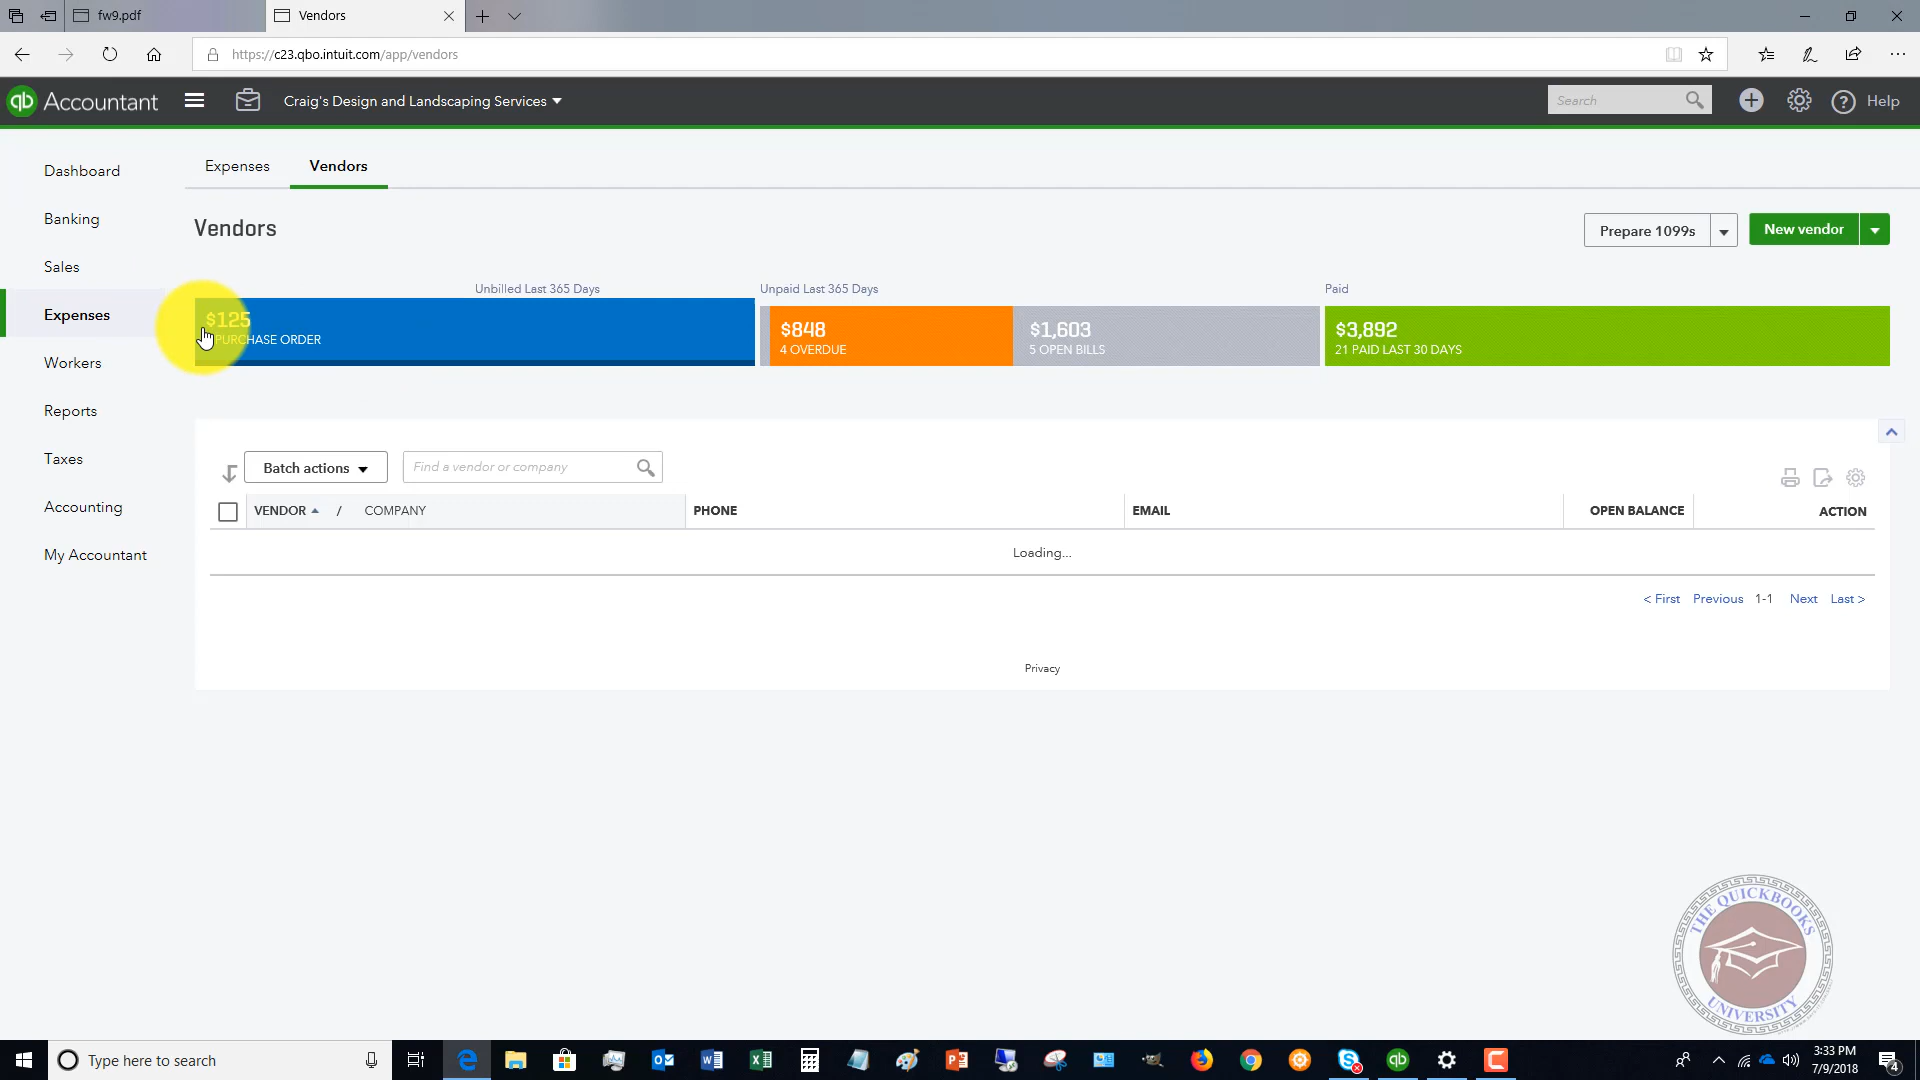 fw9.pdf
Vendors
https://c23.qbo.intuit.com/app/vendors
qb Accountant
Craig's Design and Landscaping Services
Search
Help
Dashboard
Banking
Sales
Expenses
Workers
Reports
Taxes
Accounting
My Accountant
Expenses
Vendors
Vendors
Prepare 1099s
New vendor
Unbilled Last 365 Days
Unpaid Last 365 Days
Paid
$125
PURCHASE ORDER
$848
4 OVERDUE
$1,603
5 OPEN BILLS
$3,892
21 PAID LAST 30 DAYS
Batch actions
Find a vendor or company
VENDOR / COMPANY
PHONE
EMAIL
OPEN BALANCE
ACTION
Loading...
< First Previous 1-1 Next Last >
Privacy
THE QUICKBOOKS
UNIVERSITY
Type here to search
3:33 PM
7/9/2018
4